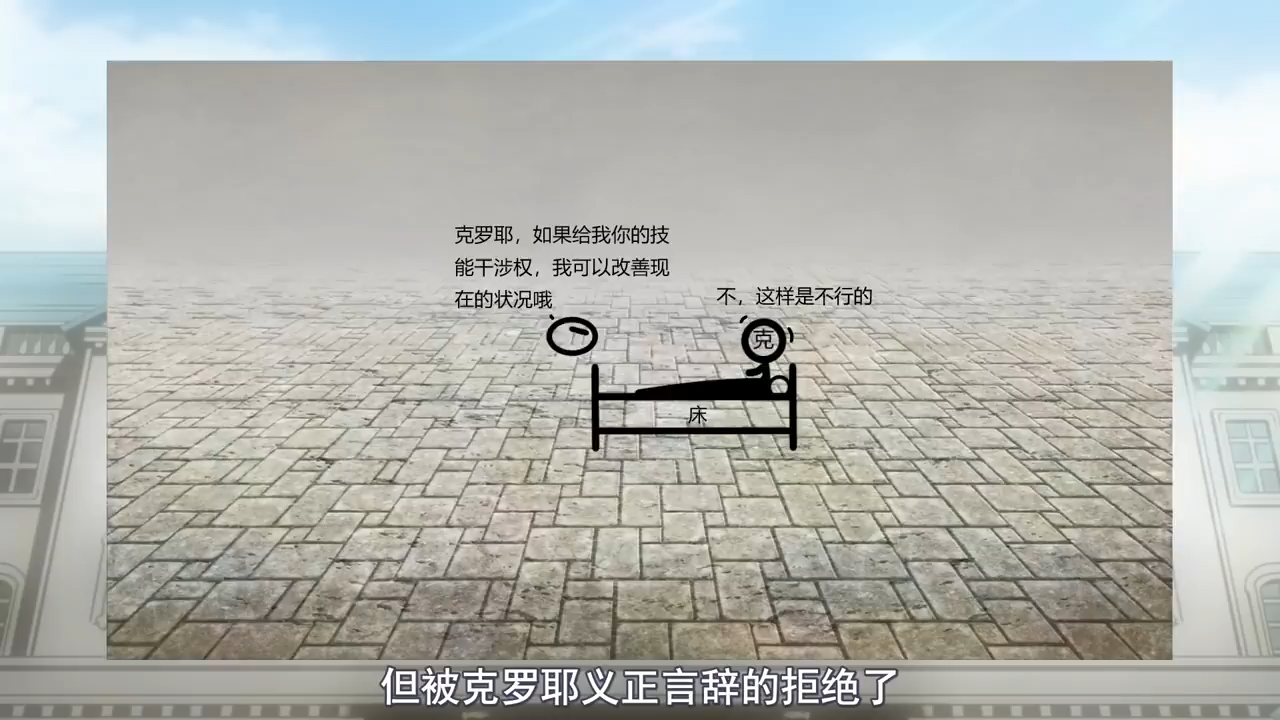 克罗耶，如果给我你的技
能干涉权，我可以改善现
在的状况哦
不，这样是不行的
克
床
但被克罗耶义正言辞的拒绝了